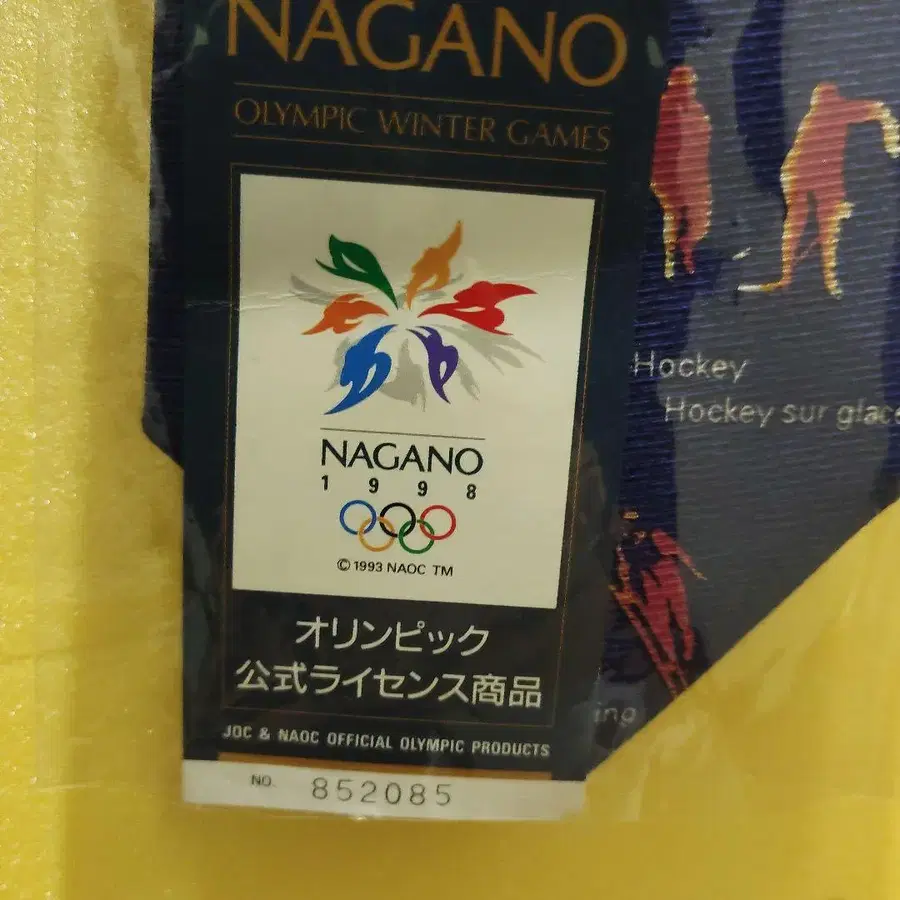 NAGANO
OLYMPIC WINTER GAMES
NAGANO
1998
© 1993 NAOC TM
オリンピック
公式ライセンス商品
JOC & NAOC OFFICIAL OLYMPIC PRODUCTS
NO. 852085
Hockey
Hockey sur glace